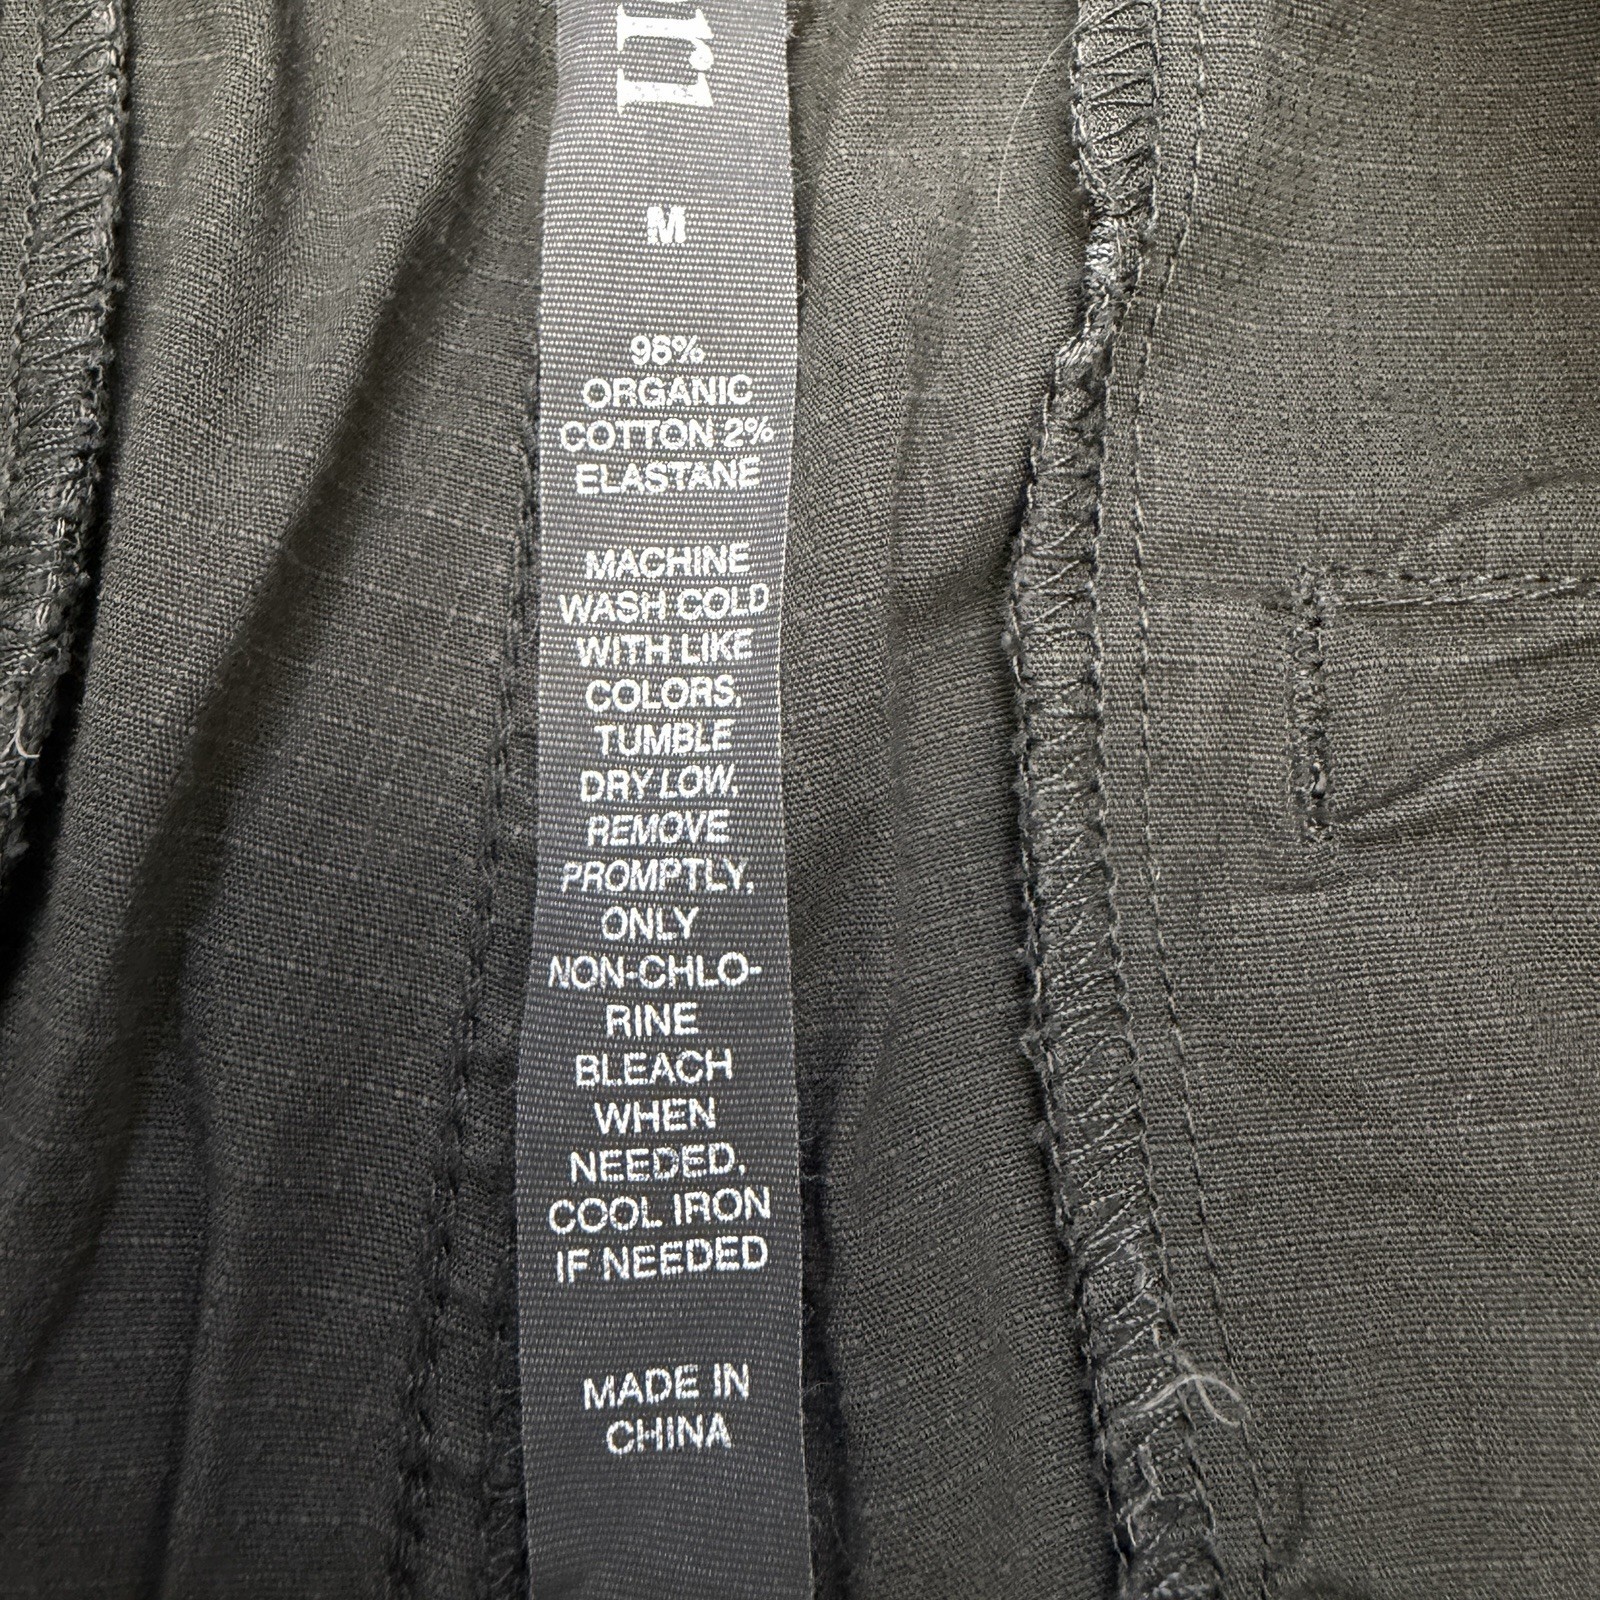 M
98%
ORGANIC
COTTON 2%
ELASTANE
MACHINE
WASH COLD
WITH LIKE
COLORS,
TUMBLE
DRY LOW,
REMOVE
PROMPTLY,
ONLY
NON-CHLO-
RINE
BLEACH
WHEN
NEEDED,
COOL IRON
IF NEEDED
MADE IN
CHINA